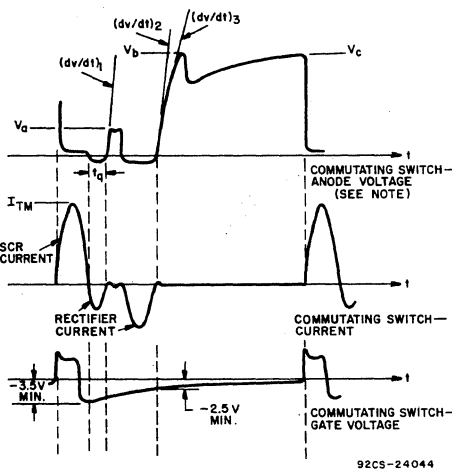 (dv/dt)1
(dv/dt)2
(dv/dt)3
Vb
Vc
Va
t
tq
COMMUTATING SWITCH—
ANODE VOLTAGE
(SEE NOTE)
ITM
SCR
CURRENT
t
RECTIFIER
CURRENT
COMMUTATING SWITCH—
CURRENT
t
-3.5V
MIN.
-2.5 V
MIN.
COMMUTATING SWITCH—
GATE VOLTAGE
92CS-24044